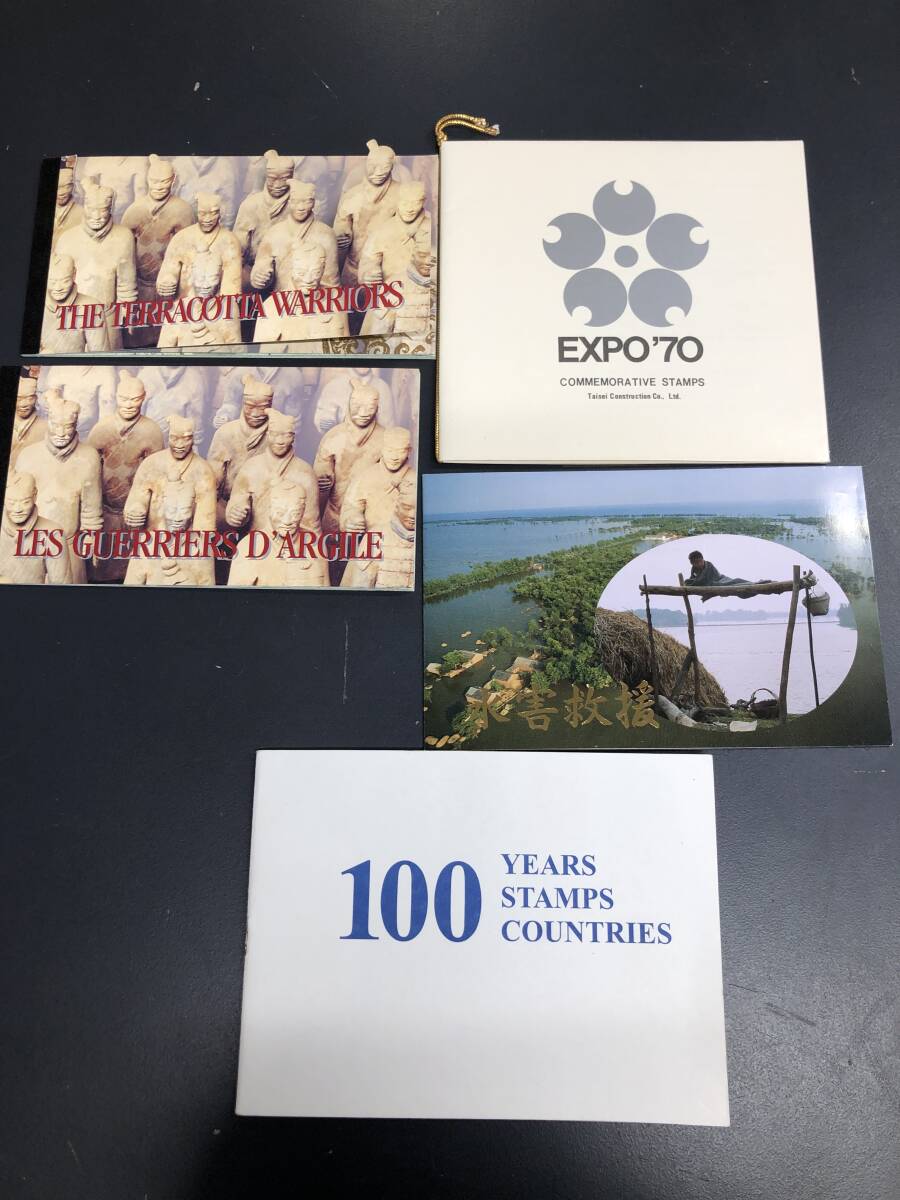 THE TERRACOTTA WARRIORS
EXPO'70
COMMEMORATIVE STAMPS
Taisei Construction Co., Ltd.
LES GUERRIERS D'ARGILE
水害救援
100
YEARS
STAMPS
COUNTRIES